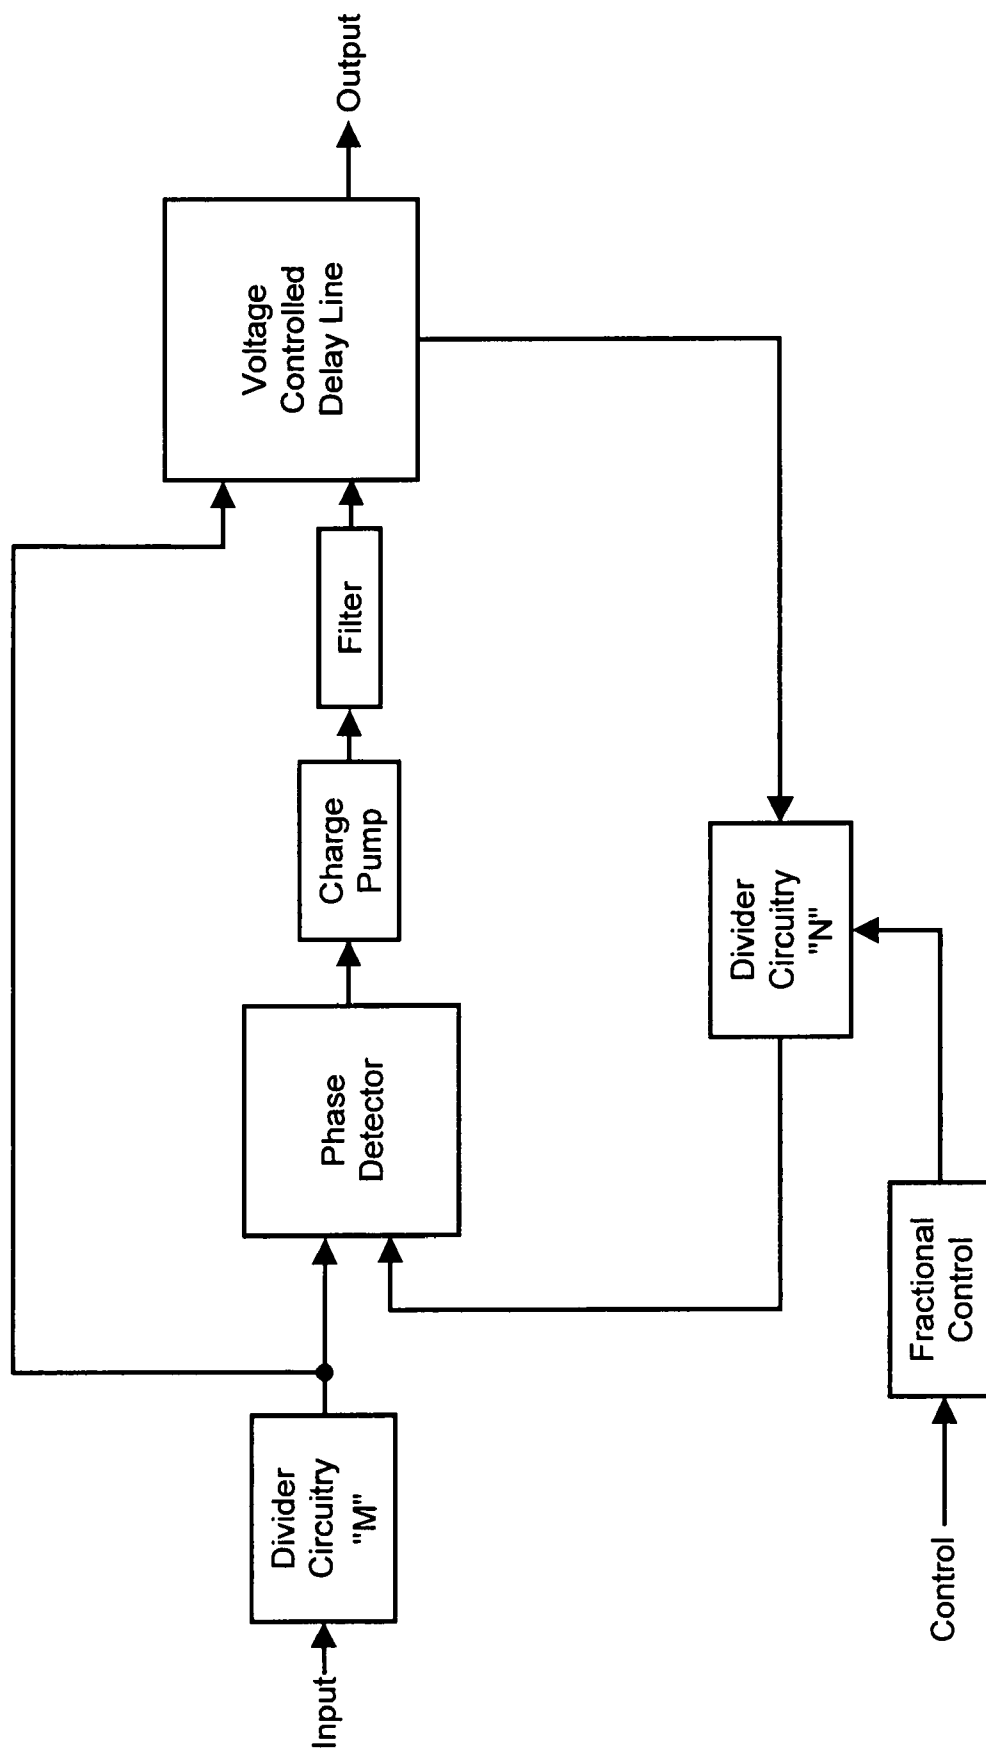 Input
Divider
Circuitry
"M"
Phase
Detector
Charge
Pump
Filter
Voltage
Controlled
Delay Line
Output
Divider
Circuitry
"N"
Control
Fractional
Control